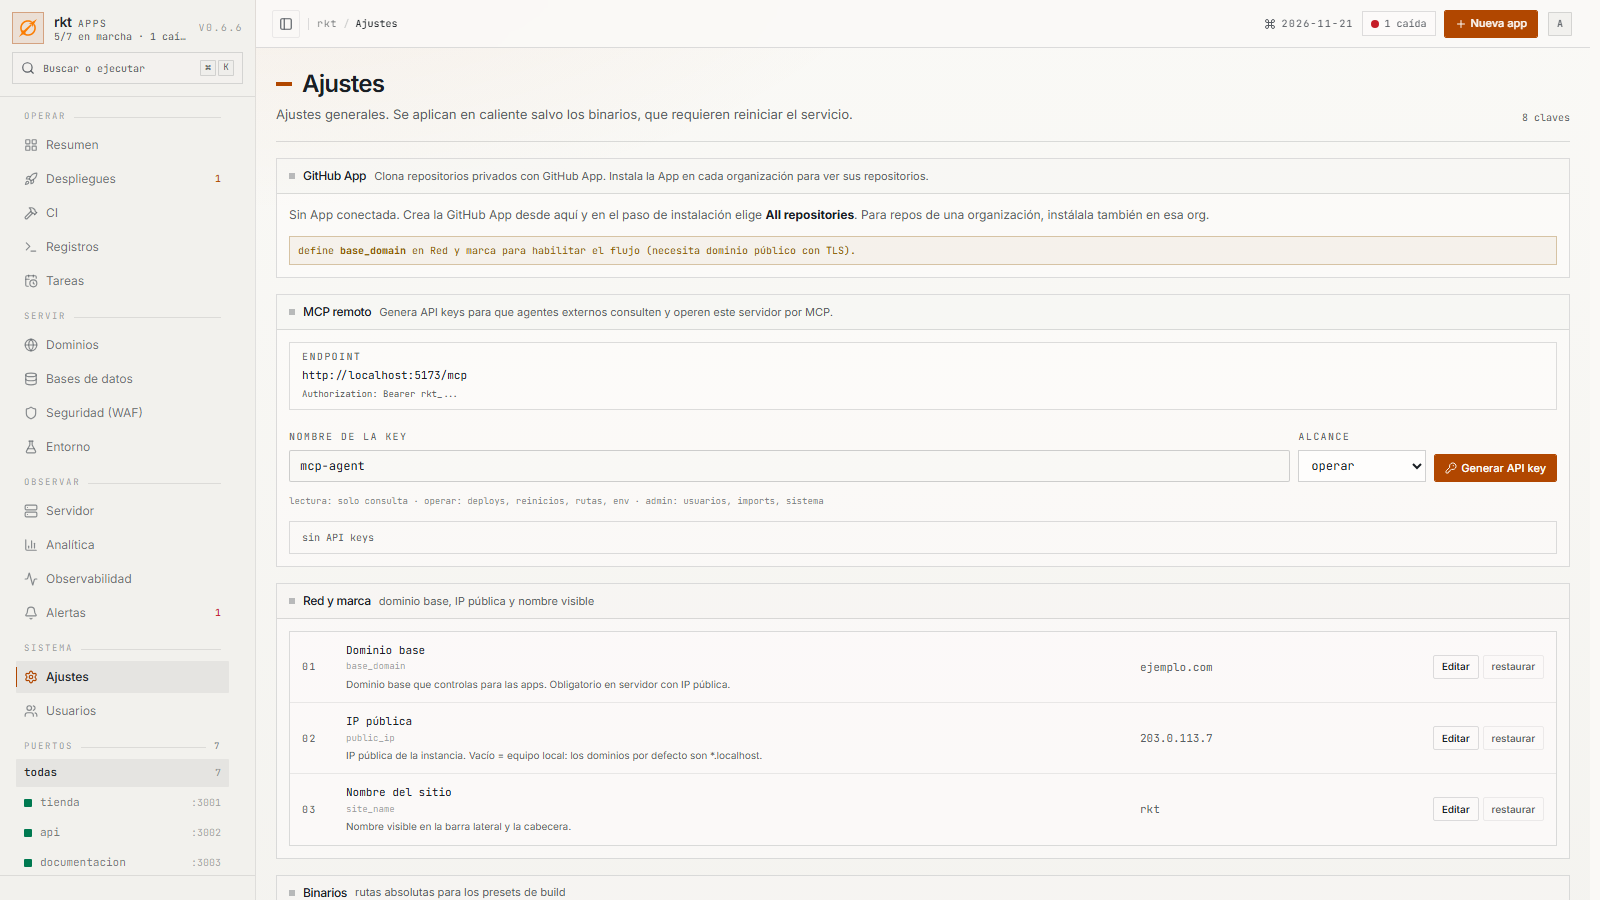 rkt APPS
5/7 en marcha · 1 caí…
V0.6.6
Buscar o ejecutar ⌘ K
OPERAR
Resumen
Despliegues 1
CI
Registros
Tareas
SERVIR
Dominios
Bases de datos
Seguridad (WAF)
Entorno
OBSERVAR
Servidor
Analítica
Observabilidad
Alertas 1
SISTEMA
Ajustes
Usuarios
PUERTOS 7
todas 7
tienda :3001
api :3002
documentacion :3003
rkt / Ajustes
⌘ 2026-11-21
1 caída
+ Nueva app
A
Ajustes
Ajustes generales. Se aplican en caliente salvo los binarios, que requieren reiniciar el servicio.
8 claves
GitHub App Clona repositorios privados con GitHub App. Instala la App en cada organización para ver sus repositorios.
Sin App conectada. Crea la GitHub App desde aquí y en el paso de instalación elige All repositories. Para repos de una organización, instálala también en esa org.
define base_domain en Red y marca para habilitar el flujo (necesita dominio público con TLS).
MCP remoto Genera API keys para que agentes externos consulten y operen este servidor por MCP.
ENDPOINT
http://localhost:5173/mcp
Authorization: Bearer rkt_...
NOMBRE DE LA KEY
mcp-agent
ALCANCE
operar
Generar API key
lectura: solo consulta · operar: deploys, reinicios, rutas, env · admin: usuarios, imports, sistema
sin API keys
Red y marca dominio base, IP pública y nombre visible
01
Dominio base
base_domain
Dominio base que controlas para las apps. Obligatorio en servidor con IP pública.
ejemplo.com
Editar restaurar
02
IP pública
public_ip
IP pública de la instancia. Vacío = equipo local: los dominios por defecto son *.localhost.
203.0.113.7
Editar restaurar
03
Nombre del sitio
site_name
Nombre visible en la barra lateral y la cabecera.
rkt
Editar restaurar
Binarios rutas absolutas para los presets de build